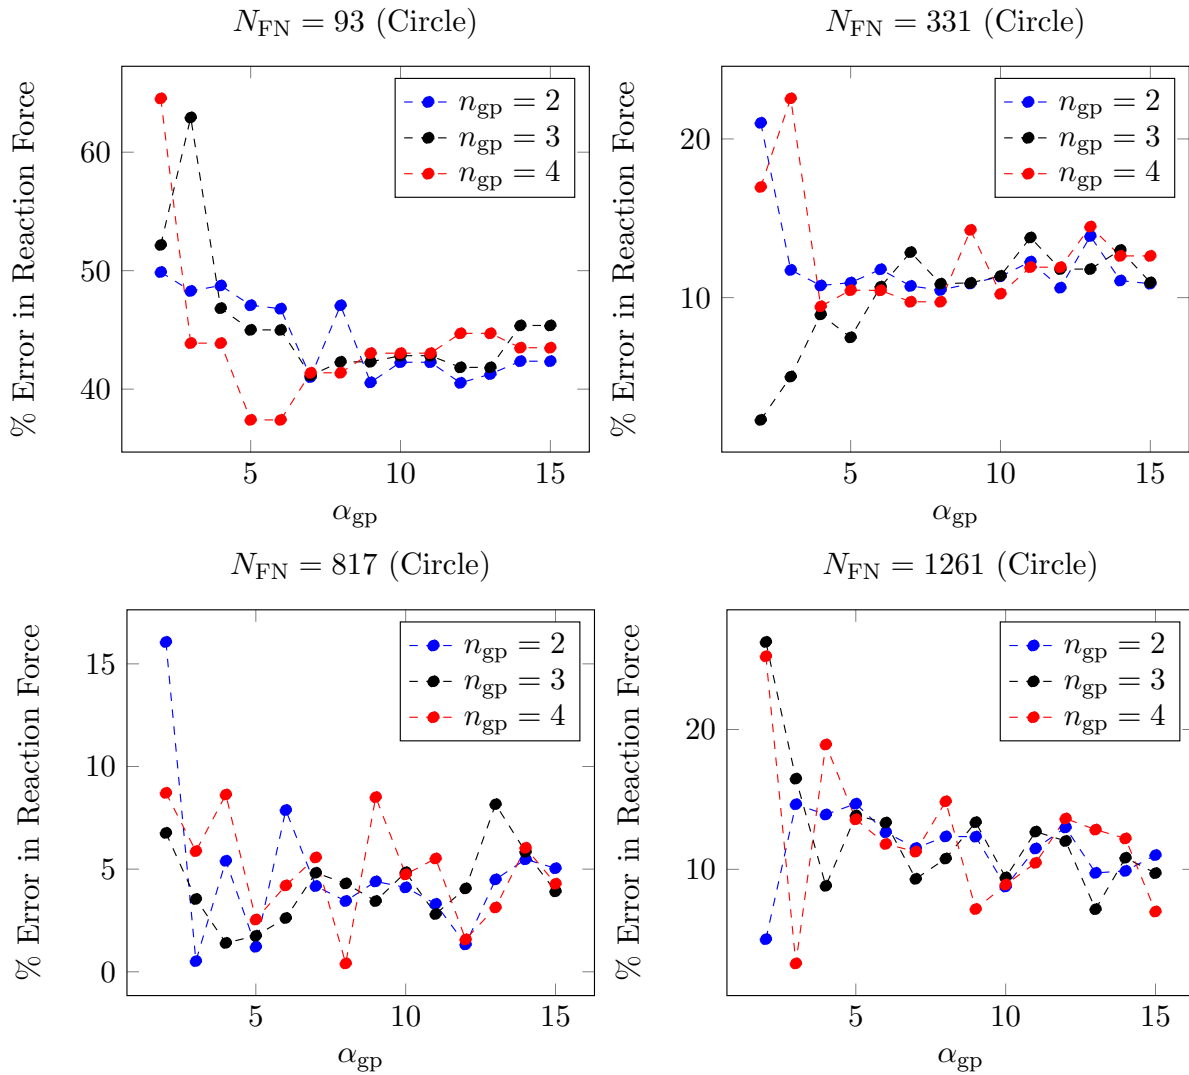 N_FN = 93 (Circle)
% Error in Reaction Force
60
50
40
n_gp = 2
n_gp = 3
n_gp = 4
5 10 15
α_gp
N_FN = 331 (Circle)
% Error in Reaction Force
20
10
n_gp = 2
n_gp = 3
n_gp = 4
5 10 15
α_gp
N_FN = 817 (Circle)
% Error in Reaction Force
15
10
5
0
n_gp = 2
n_gp = 3
n_gp = 4
5 10 15
α_gp
N_FN = 1261 (Circle)
% Error in Reaction Force
20
10
n_gp = 2
n_gp = 3
n_gp = 4
5 10 15
α_gp